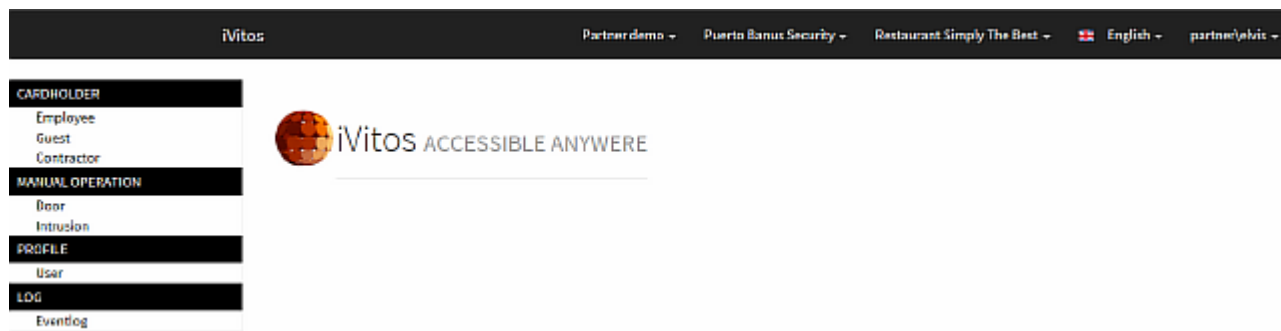 iVitos Partner demo Puerto Banus Security Restaurant Simply The Best English partner\elvis
CARDHOLDER
Employee
Guest
Contractor
MANUAL OPERATION
Door
Intrusion
PROFILE
User
LOG
Eventlog
iVitos ACCESSIBLE ANYWERE